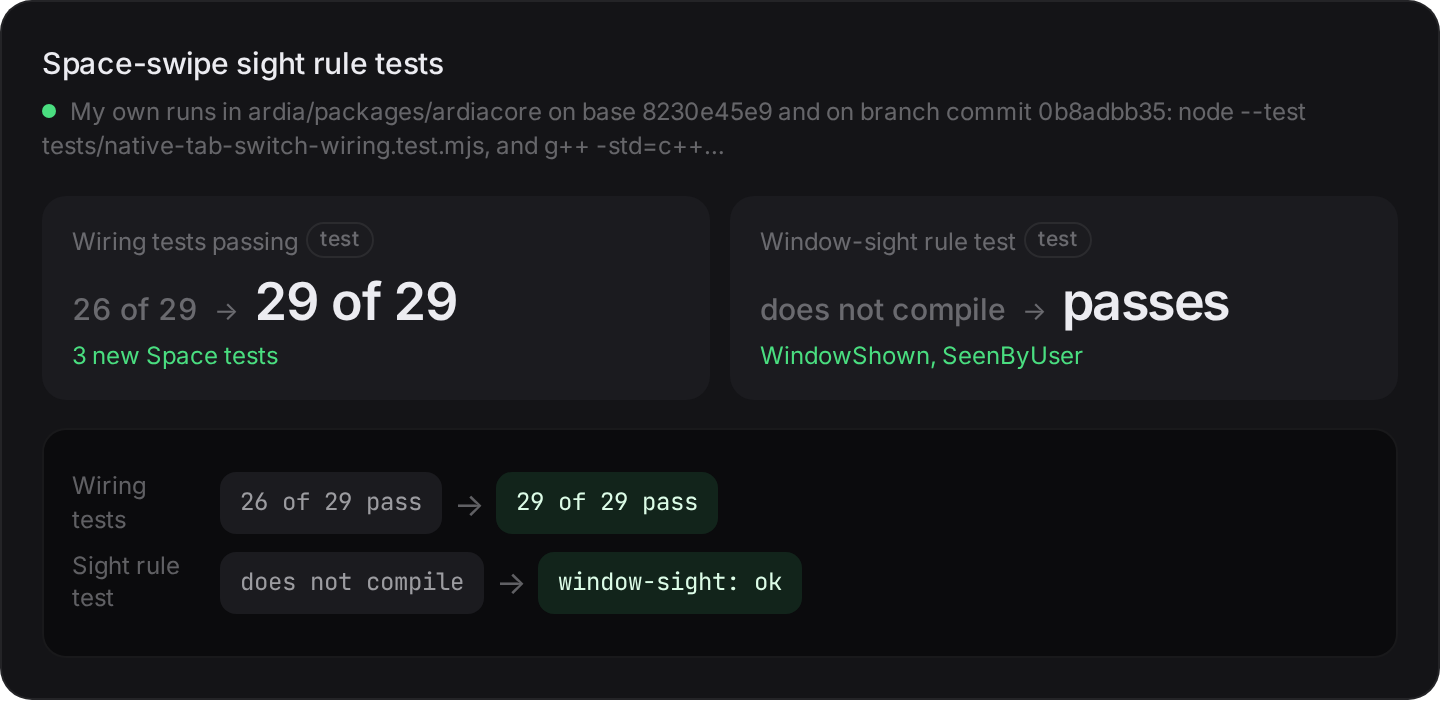 Space-swipe sight rule tests
My own runs in ardia/packages/ardiacore on base 8230e45e9 and on branch commit 0b8adbb35: node --test
tests/native-tab-switch-wiring.test.mjs, and g++ -std=c++...
Wiring tests passing test
26 of 29 → 29 of 29
3 new Space tests
Window-sight rule test test
does not compile → passes
WindowShown, SeenByUser
Wiring
tests
26 of 29 pass → 29 of 29 pass
Sight rule
test
does not compile → window-sight: ok